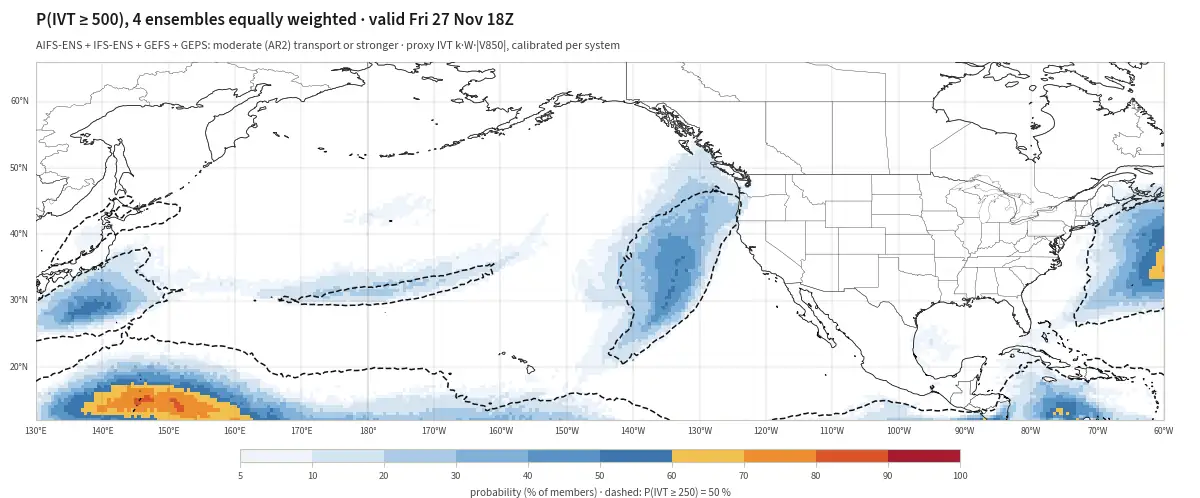 P(IVT ≥ 500), 4 ensembles equally weighted · valid Fri 27 Nov 18Z
AIFS-ENS + IFS-ENS + GEFS + GEPS: moderate (AR2) transport or stronger · proxy IVT k·W·|V850|, calibrated per system
60°N
50°N
40°N
30°N
20°N
130°E 140°E 150°E 160°E 170°E 180° 170°W 160°W 150°W 140°W 130°W 120°W 110°W 100°W 90°W 80°W 70°W 60°W
5 10 20 30 40 50 60 70 80 90 100
probability (% of members) · dashed: P(IVT ≥ 250) = 50 %